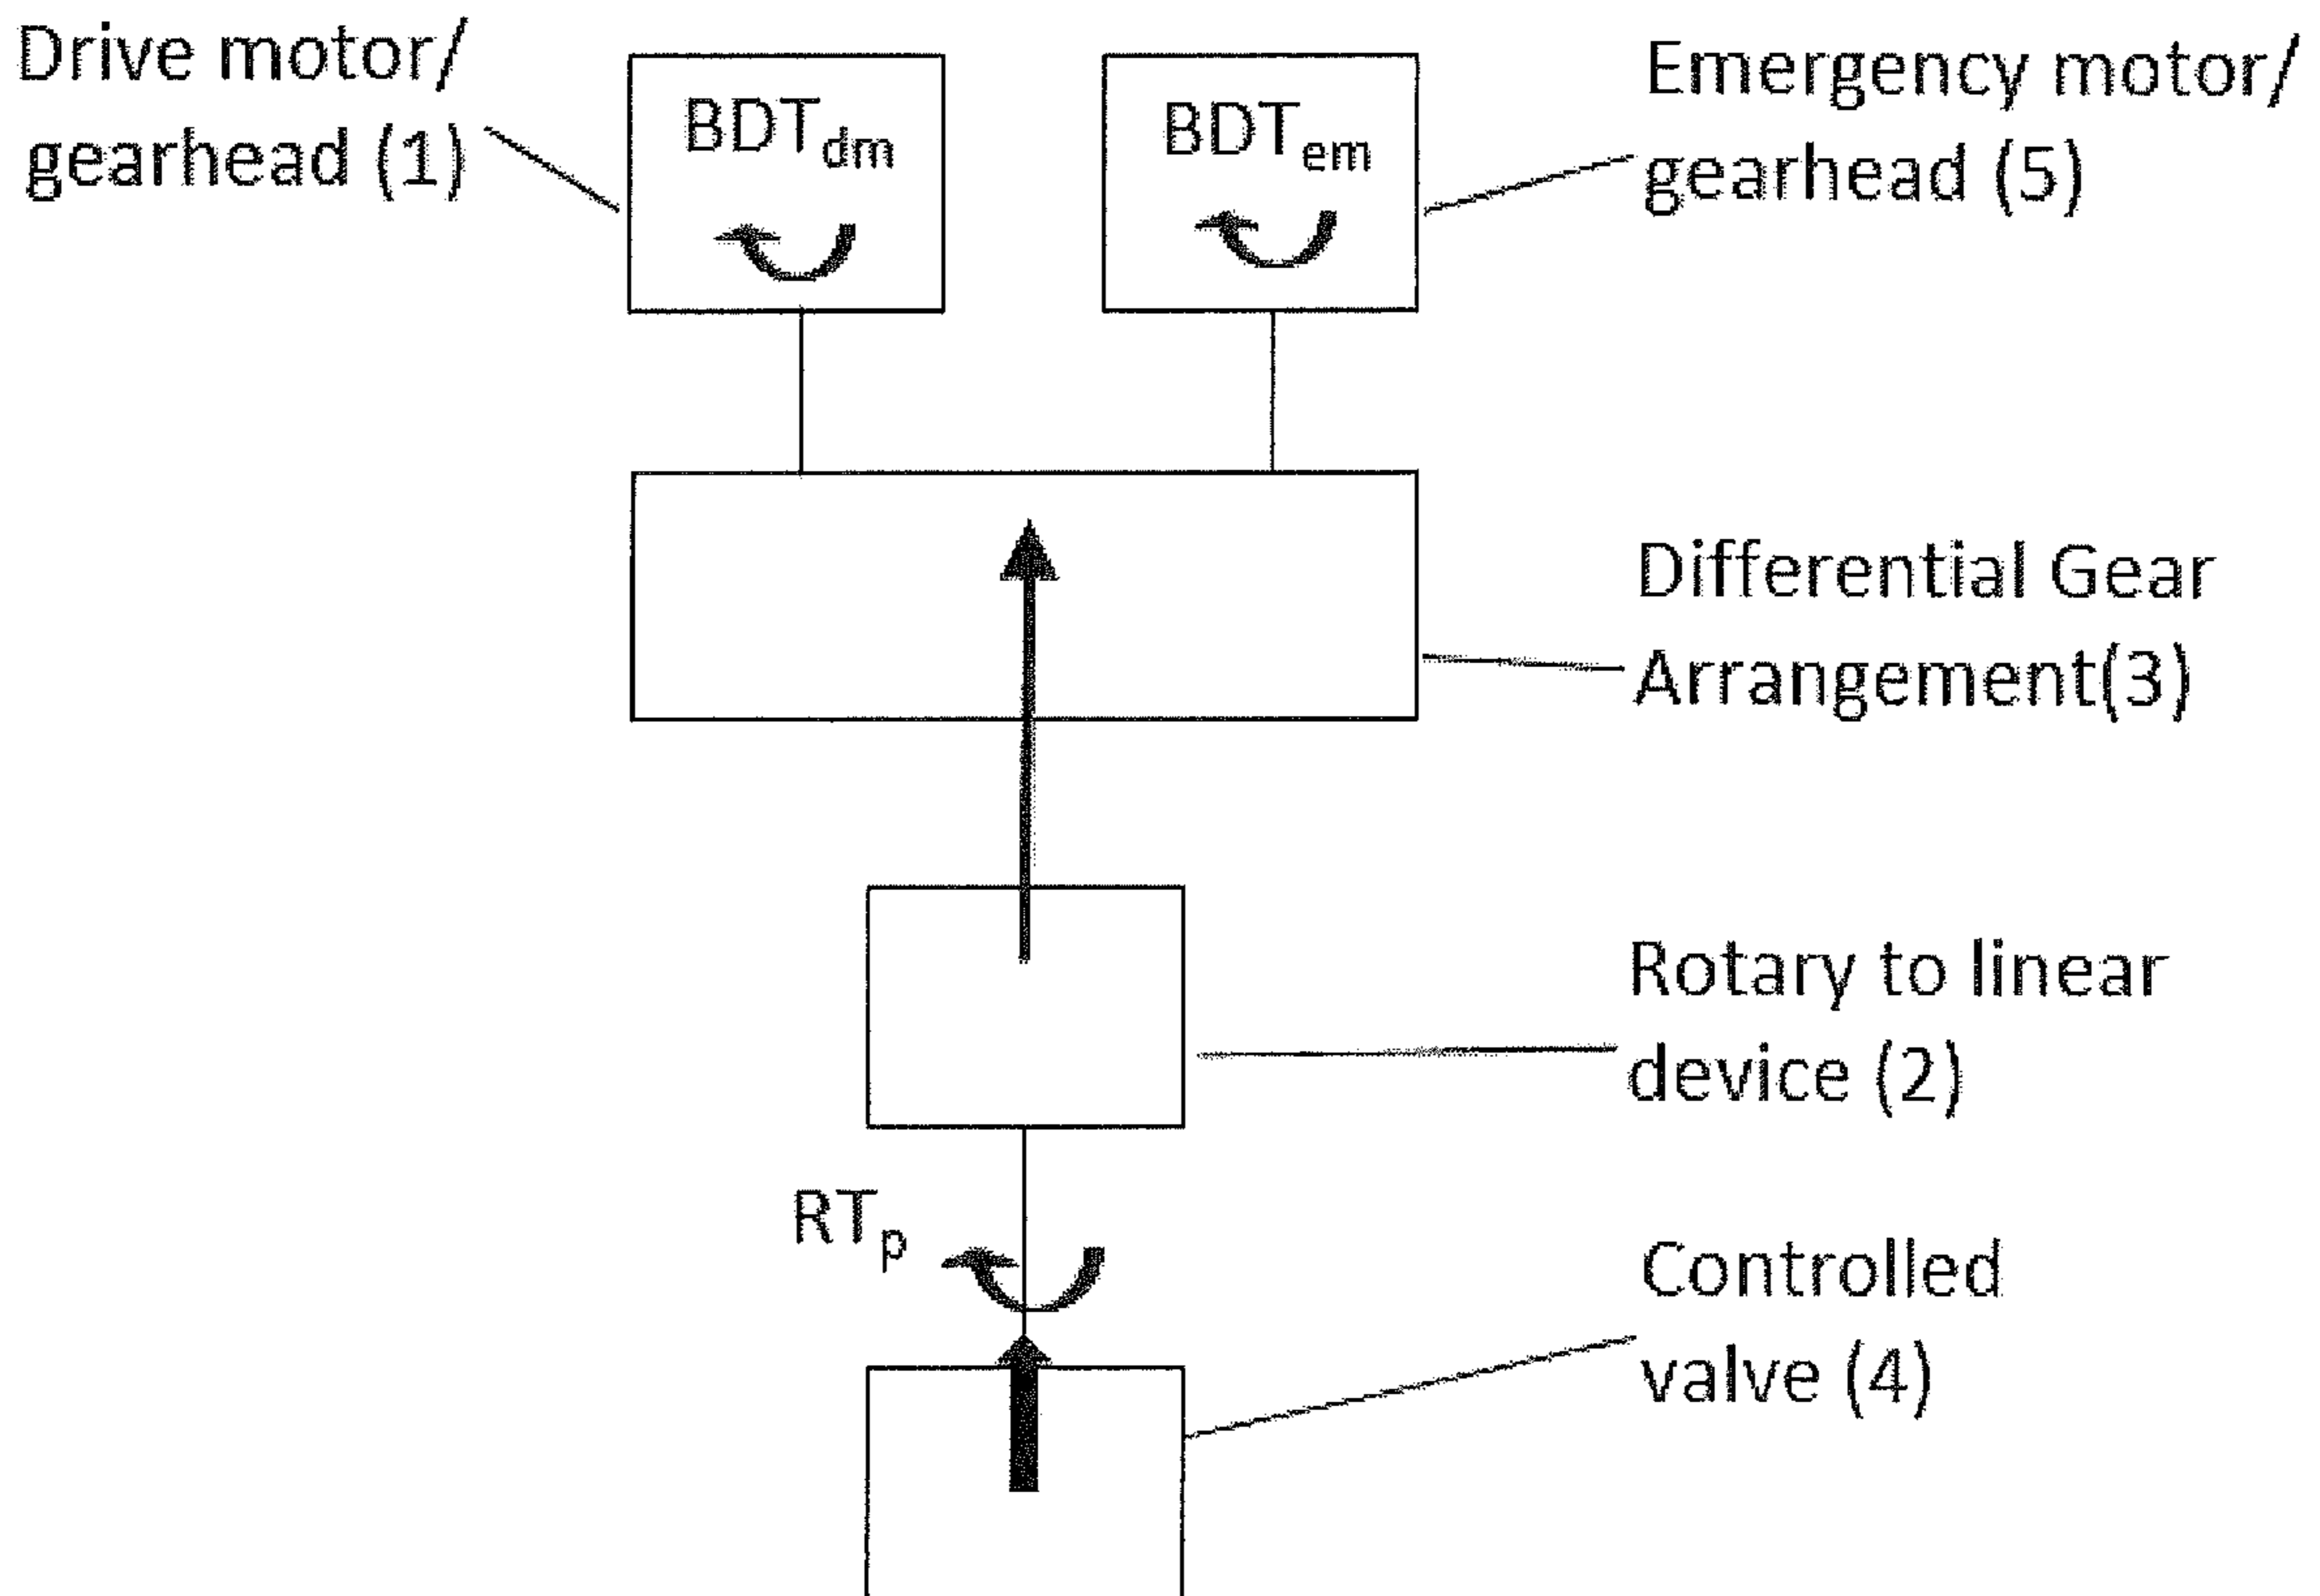 Drive motor/
gearhead (1)
BDTdm
BDTem
Emergency motor/
gearhead (5)
Differential Gear
Arrangement(3)
Rotary to linear
device (2)
RTp
Controlled
valve (4)